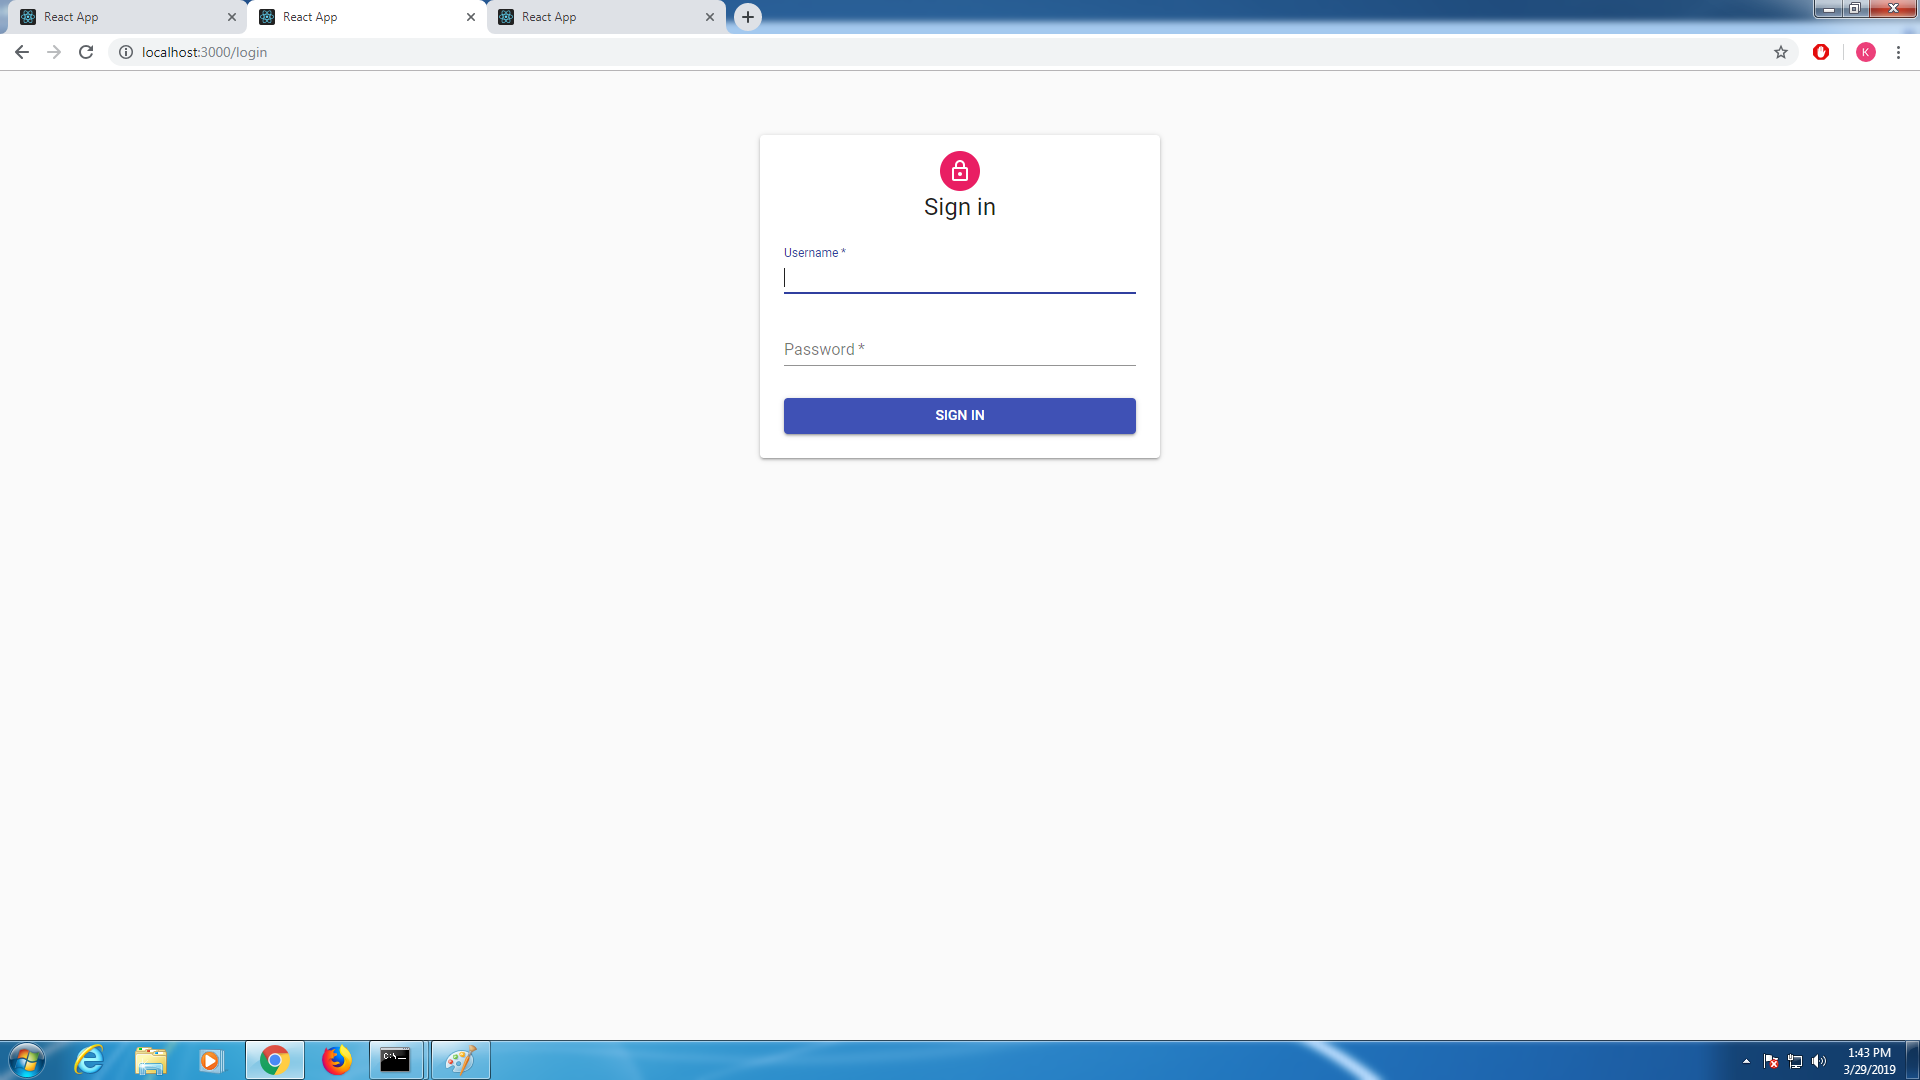 React App
React App
React App
localhost:3000/login
K
Sign in
Username *
Password *
SIGN IN
C:\_
1:43 PM
3/29/2019